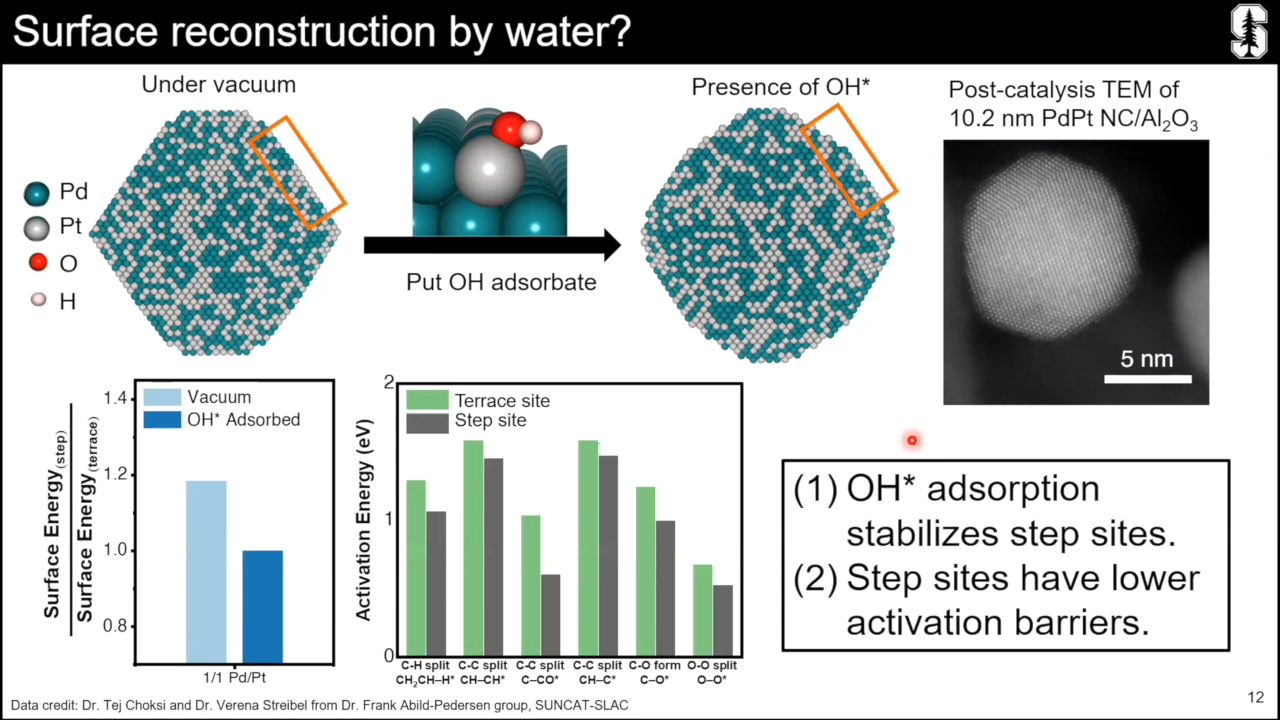 Surface reconstruction by water?
Under vacuum
Presence of OH*
Post-catalysis TEM of
10.2 nm PdPt NC/Al₂O₃
Pd
Pt
O
H
Put OH adsorbate
5 nm
Surface Energy(step)
Surface Energy(terrace)
1.4
1.2
1.0
0.8
Vacuum
OH* Adsorbed
1/1 Pd/Pt
Activation Energy (eV)
2
1
0
Terrace site
Step site
C-H split C-C split C-C split C-C split C-O form O-O split
CH₂CH–H* CH–CH* C–CO* CH–C* C–O* O–O*
(1) OH* adsorption
stabilizes step sites.
(2) Step sites have lower
activation barriers.
Data credit: Dr. Tej Choksi and Dr. Verena Streibel from Dr. Frank Abild-Pedersen group, SUNCAT-SLAC
12